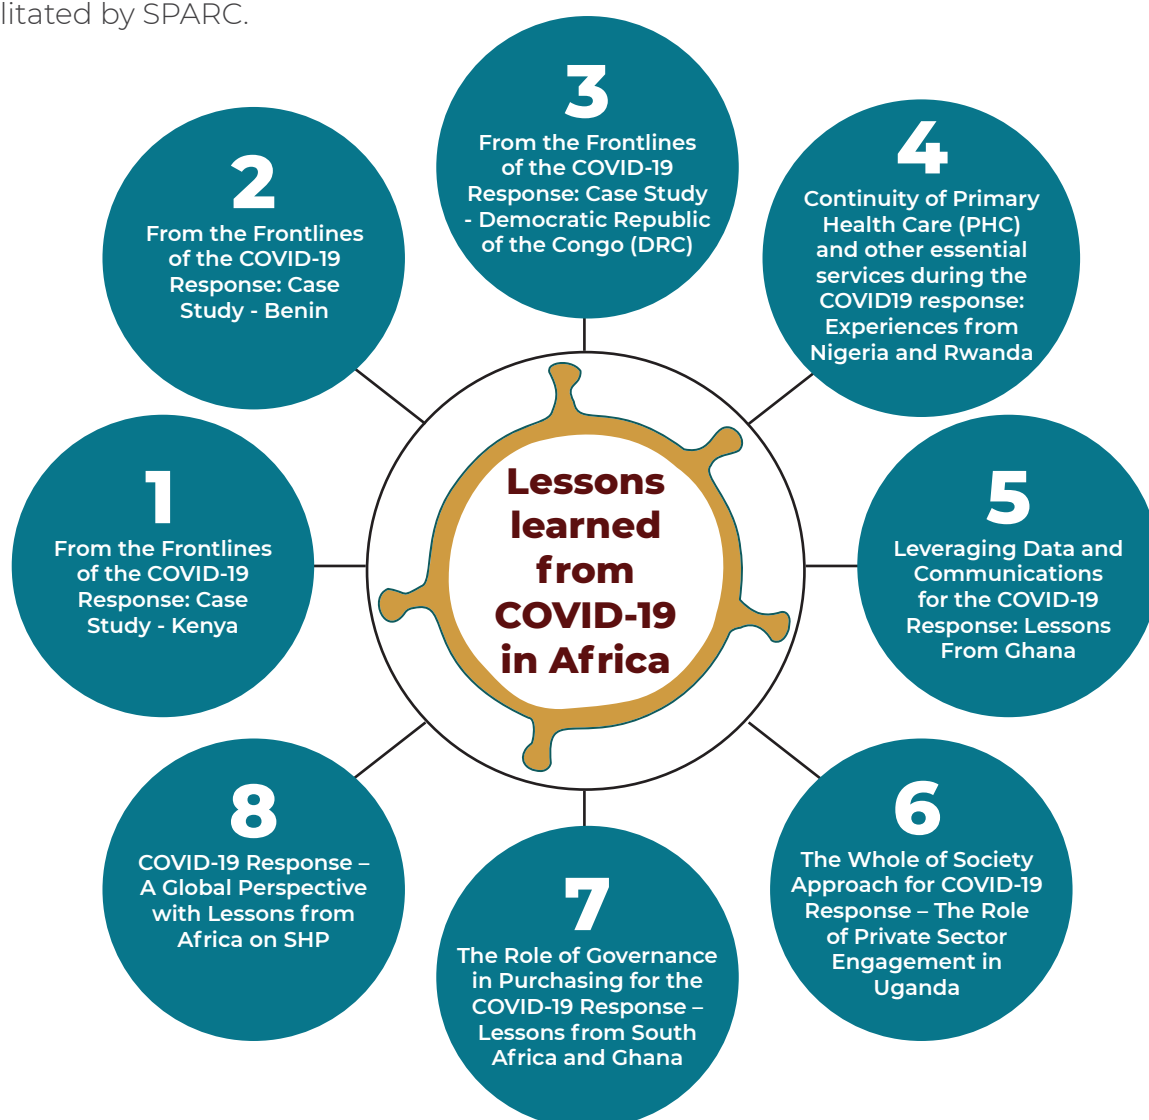 litated by SPARC.
3
From the Frontlines
of the COVID-19
Response: Case Study
- Democratic Republic
of the Congo (DRC)
2
From the Frontlines
of the COVID-19
Response: Case
Study - Benin
4
Continuity of Primary
Health Care (PHC)
and other essential
services during the
COVID19 response:
Experiences from
Nigeria and Rwanda
1
From the Frontlines
of the COVID-19
Response: Case
Study - Kenya
Lessons
learned
from
COVID-19
in Africa
5
Leveraging Data and
Communications
for the COVID-19
Response: Lessons
From Ghana
8
COVID-19 Response –
A Global Perspective
with Lessons from
Africa on SHP
7
The Role of Governance
in Purchasing for the
COVID-19 Response –
Lessons from South
Africa and Ghana
6
The Whole of Society
Approach for COVID-19
Response – The Role
of Private Sector
Engagement in
Uganda